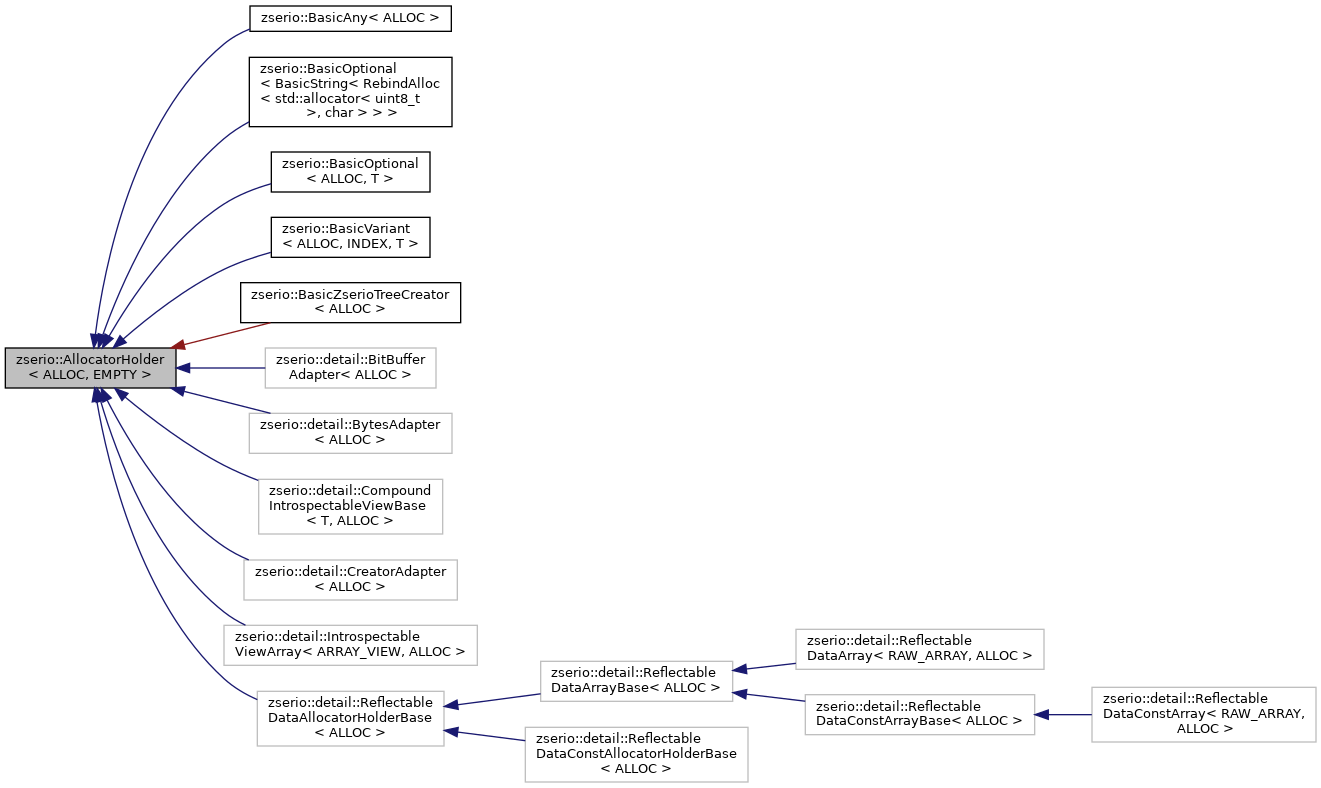 zserio::BasicAny< ALLOC >
zserio::BasicOptional
< BasicString< RebindAlloc
< std::allocator< uint8_t
>, char > > >
zserio::BasicOptional
< ALLOC, T >
zserio::BasicVariant
< ALLOC, INDEX, T >
zserio::BasicZserioTreeCreator
< ALLOC >
zserio::AllocatorHolder
< ALLOC, EMPTY >
zserio::detail::BitBuffer
Adapter< ALLOC >
zserio::detail::BytesAdapter
< ALLOC >
zserio::detail::Compound
IntrospectableViewBase
< T, ALLOC >
zserio::detail::CreatorAdapter
< ALLOC >
zserio::detail::Introspectable
ViewArray< ARRAY_VIEW, ALLOC >
zserio::detail::Reflectable
DataAllocatorHolderBase
< ALLOC >
zserio::detail::Reflectable
DataArrayBase< ALLOC >
zserio::detail::Reflectable
DataConstAllocatorHolderBase
< ALLOC >
zserio::detail::Reflectable
DataArray< RAW_ARRAY, ALLOC >
zserio::detail::Reflectable
DataConstArrayBase< ALLOC >
zserio::detail::Reflectable
DataConstArray< RAW_ARRAY,
ALLOC >